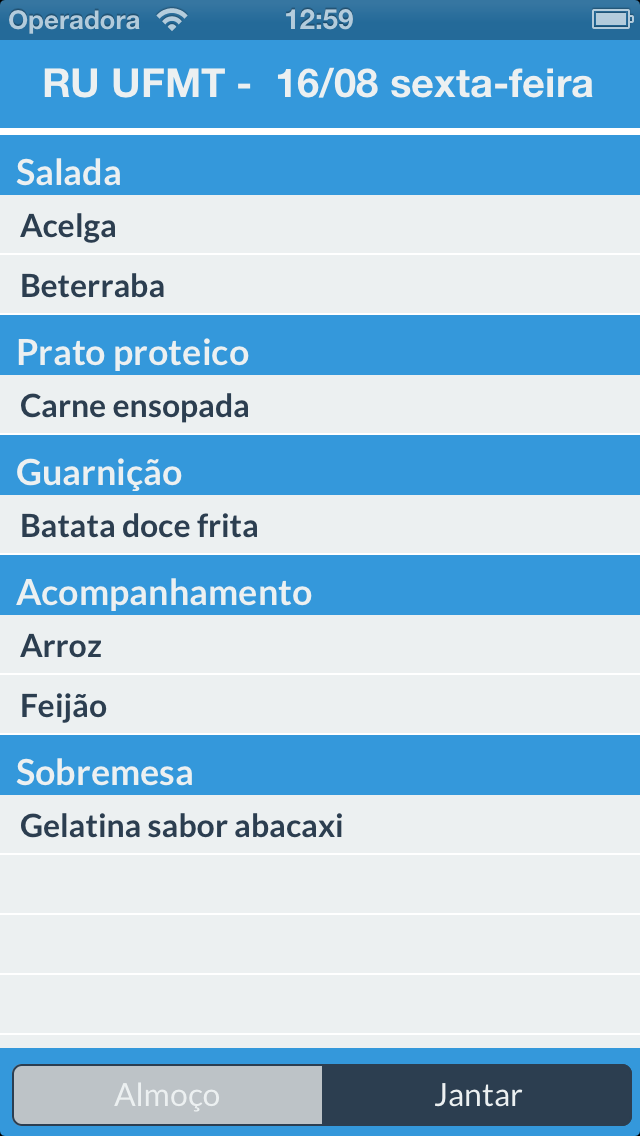 Operadora 12:59
RU UFMT - 16/08 sexta-feira
Salada
Acelga
Beterraba
Prato proteico
Carne ensopada
Guarnição
Batata doce frita
Acompanhamento
Arroz
Feijão
Sobremesa
Gelatina sabor abacaxi
Almoço Jantar